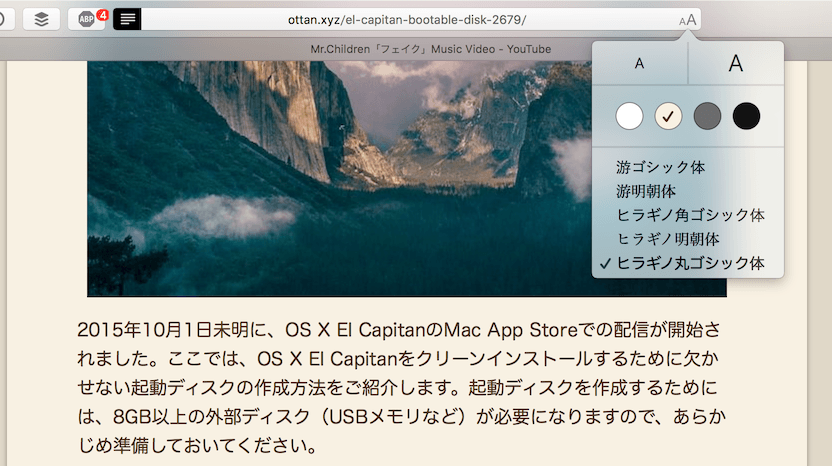 ABP
4
ottan.xyz/el-capitan-bootable-disk-2679/
AA
Mr.Children「フェイク」Music Video - YouTube
A
A
游ゴシック体
游明朝体
ヒラギノ角ゴシック体
ヒラギノ明朝体
ヒラギノ丸ゴシック体
2015年10月1日未明に、OS X El CapitanのMac App Storeでの配信が開始さ
れました。ここでは、OS X El Capitanをクリーンインストールするために欠か
せない起動ディスクの作成方法をご紹介します。起動ディスクを作成するために
は、8GB以上の外部ディスク（USBメモリなど）が必要になりますので、あらか
じめ準備しておいてください。